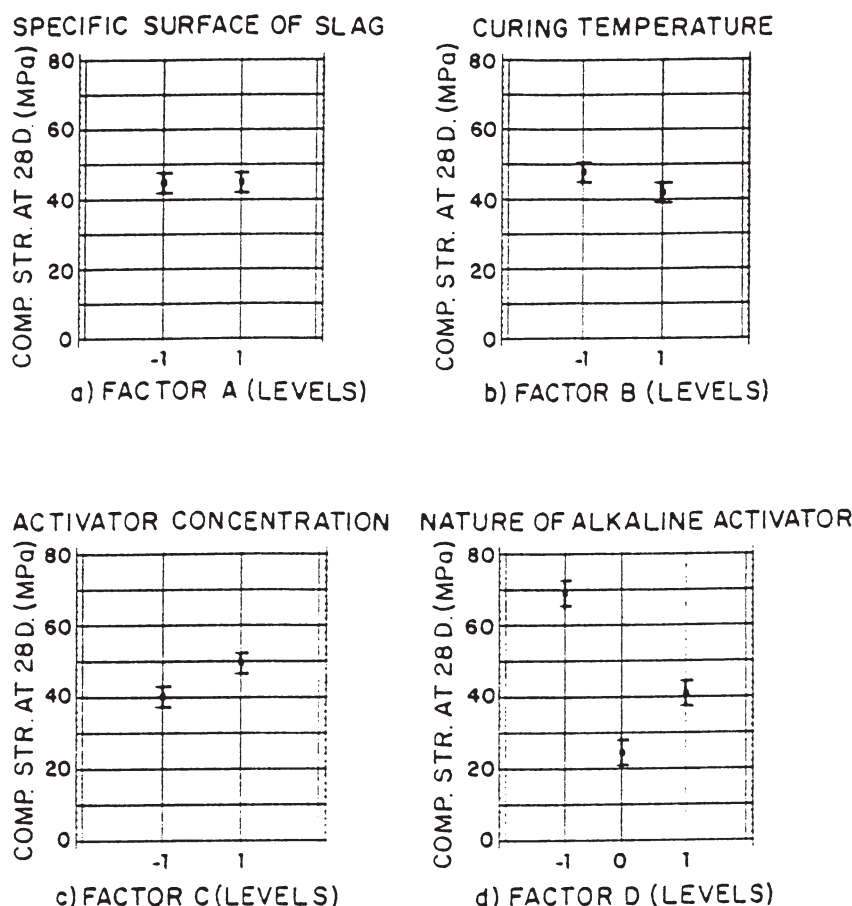 SPECIFIC SURFACE OF SLAG
COMP. STR. AT 28 D. (MPa)
80
60
40
20
0
-1 1
a) FACTOR A (LEVELS)
CURING TEMPERATURE
COMP. STR. AT 28 D. (MPa)
80
60
40
20
0
-1 1
b) FACTOR B (LEVELS)
ACTIVATOR CONCENTRATION
COMP. STR. AT 28 D. (MPa)
80
60
40
20
0
-1 1
c) FACTOR C (LEVELS)
NATURE OF ALKALINE ACTIVATOR
COMP. STR. AT 28 D. (MPa)
80
60
40
20
0
-1 0 1
d) FACTOR D (LEVELS)